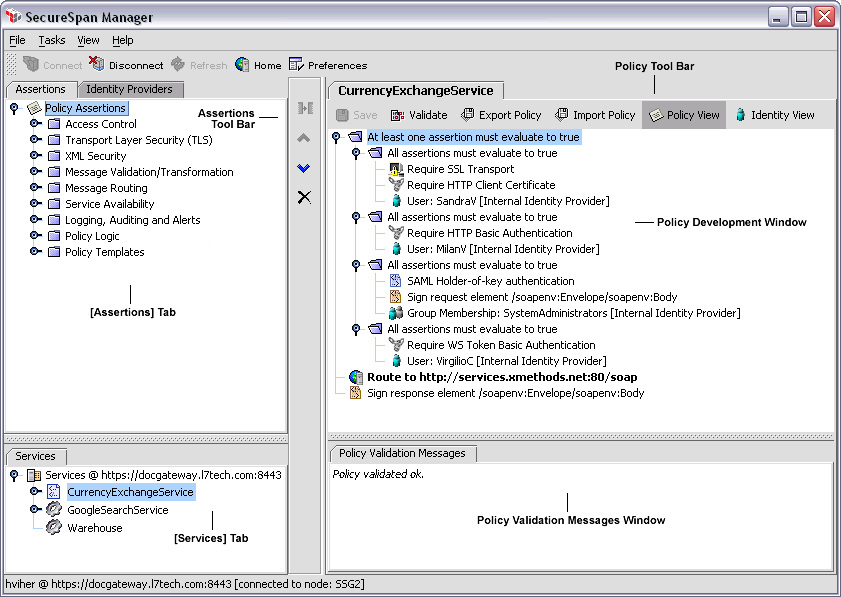 SecureSpan Manager
File Tasks View Help
Connect Disconnect Refresh Home Preferences
Policy Tool Bar
Assertions Identity Providers
Policy Assertions
Access Control
Transport Layer Security (TLS)
XML Security
Message Validation/Transformation
Message Routing
Service Availability
Logging, Auditing and Alerts
Policy Logic
Policy Templates
Assertions
Tool Bar
[Assertions] Tab
CurrencyExchangeService
Save Validate Export Policy Import Policy Policy View Identity View
At least one assertion must evaluate to true
All assertions must evaluate to true
Require SSL Transport
Require HTTP Client Certificate
User: SandraV [Internal Identity Provider]
All assertions must evaluate to true
Require HTTP Basic Authentication
User: MilanV [Internal Identity Provider]
All assertions must evaluate to true
SAML Holder-of-key authentication
Sign request element /soapenv:Envelope/soapenv:Body
Group Membership: SystemAdministrators [Internal Identity Provider]
All assertions must evaluate to true
Require WS Token Basic Authentication
User: VirgilioC [Internal Identity Provider]
Route to http://services.xmethods.net:80/soap
Sign response element /soapenv:Envelope/soapenv:Body
Policy Development Window
Services
Services @ https://docgateway.l7tech.com:8443
CurrencyExchangeService
GoogleSearchService
Warehouse
[Services] Tab
Policy Validation Messages
Policy validated ok.
Policy Validation Messages Window
hviher @ https://docgateway.l7tech.com:8443 [connected to node: SSG2]